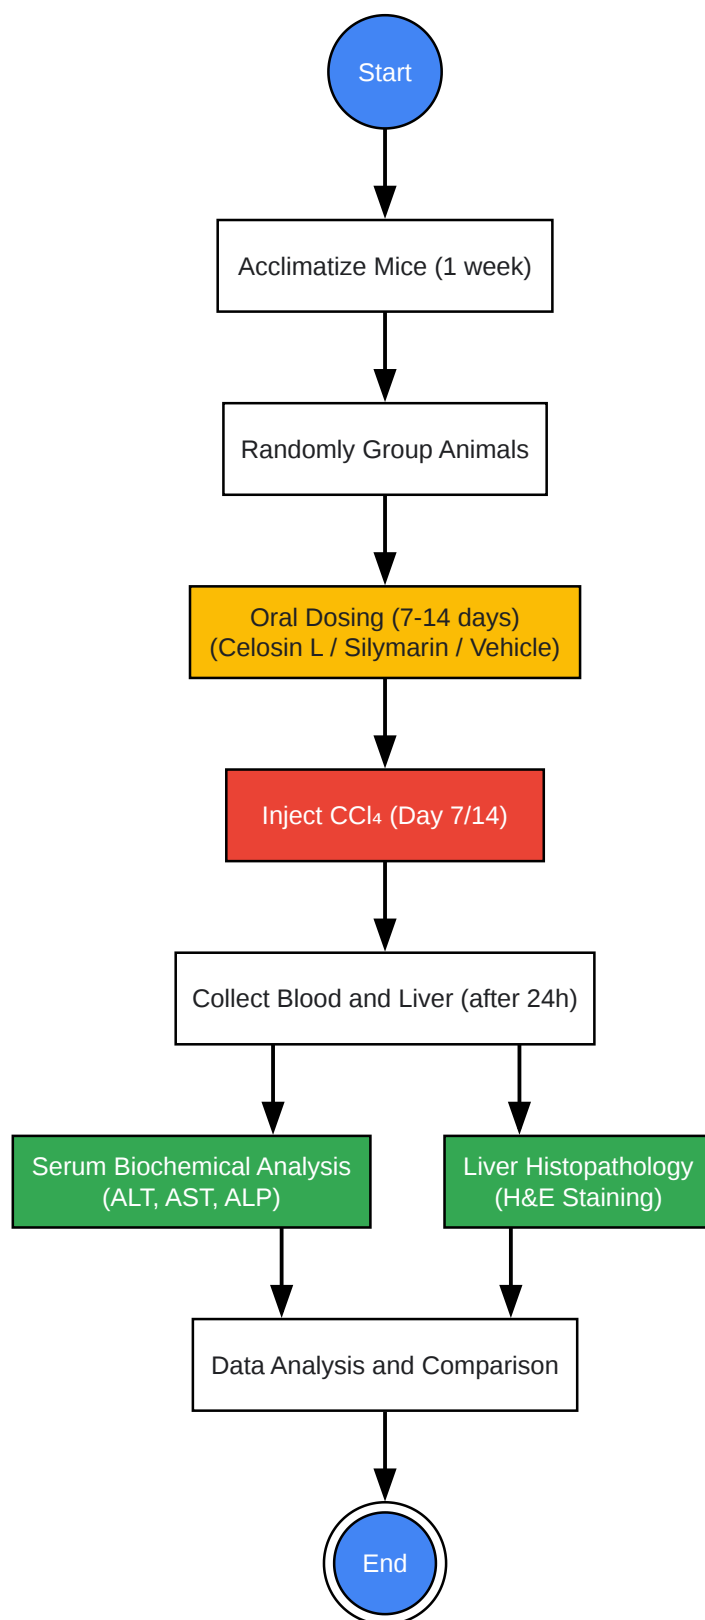 Start
Acclimatize Mice (1 week)
Randomly Group Animals
Oral Dosing (7-14 days)
(Celosin L / Silymarin / Vehicle)
Inject CCl₄ (Day 7/14)
Collect Blood and Liver (after 24h)
Serum Biochemical Analysis
(ALT, AST, ALP)
Liver Histopathology
(H&E Staining)
Data Analysis and Comparison
End